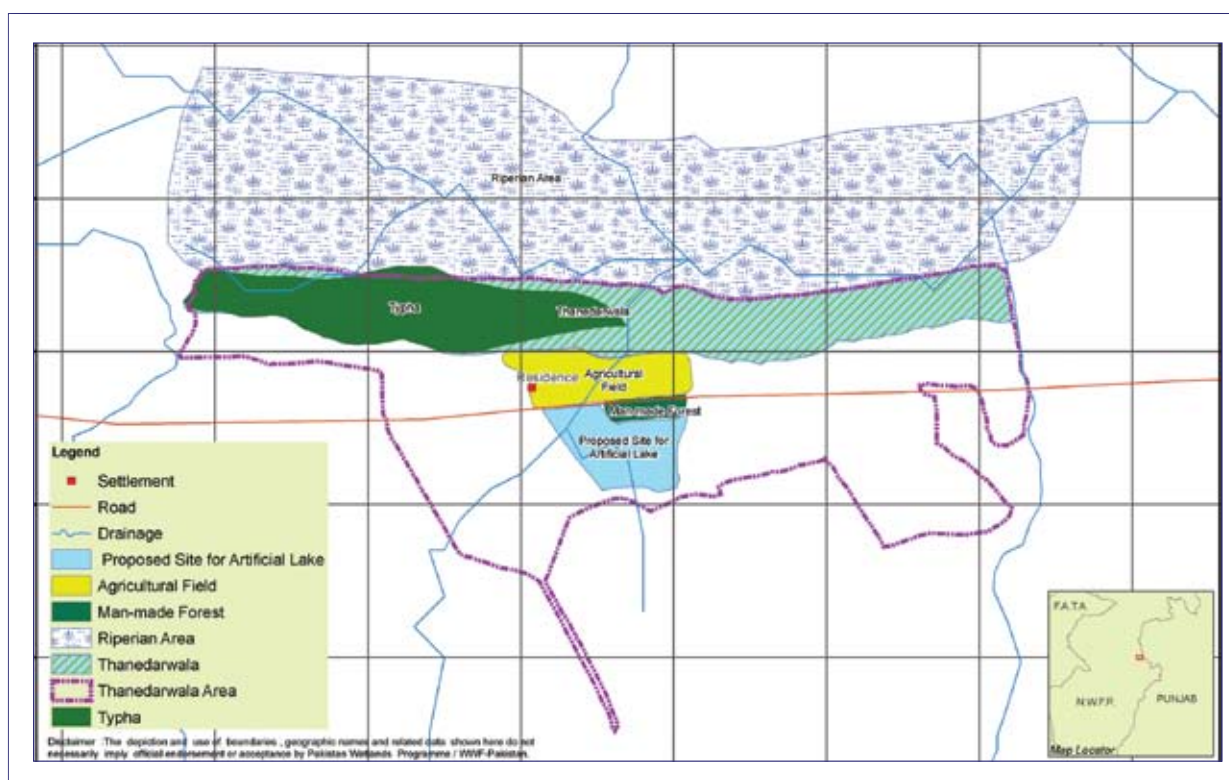 Riperian Area
Typha
Thanedarwala
Residence
Agricultural
Field
Man-made Forest
Proposed Site for
Artificial Lake
Legend
Settlement
Road
Drainage
Proposed Site for Artificial Lake
Agricultural Field
Man-made Forest
Riperian Area
Thanedarwala
Thanedarwala Area
Typha
Disclaimer :The depiction and use of boundaries , geographic names and related data shown here do not
necessarily imply official endorsement or acceptance by Pakistan Wetlands Programme / WWF-Pakistan.
F.A.T.A.
N.W.F.P.
PUNJAB
Map Locator: